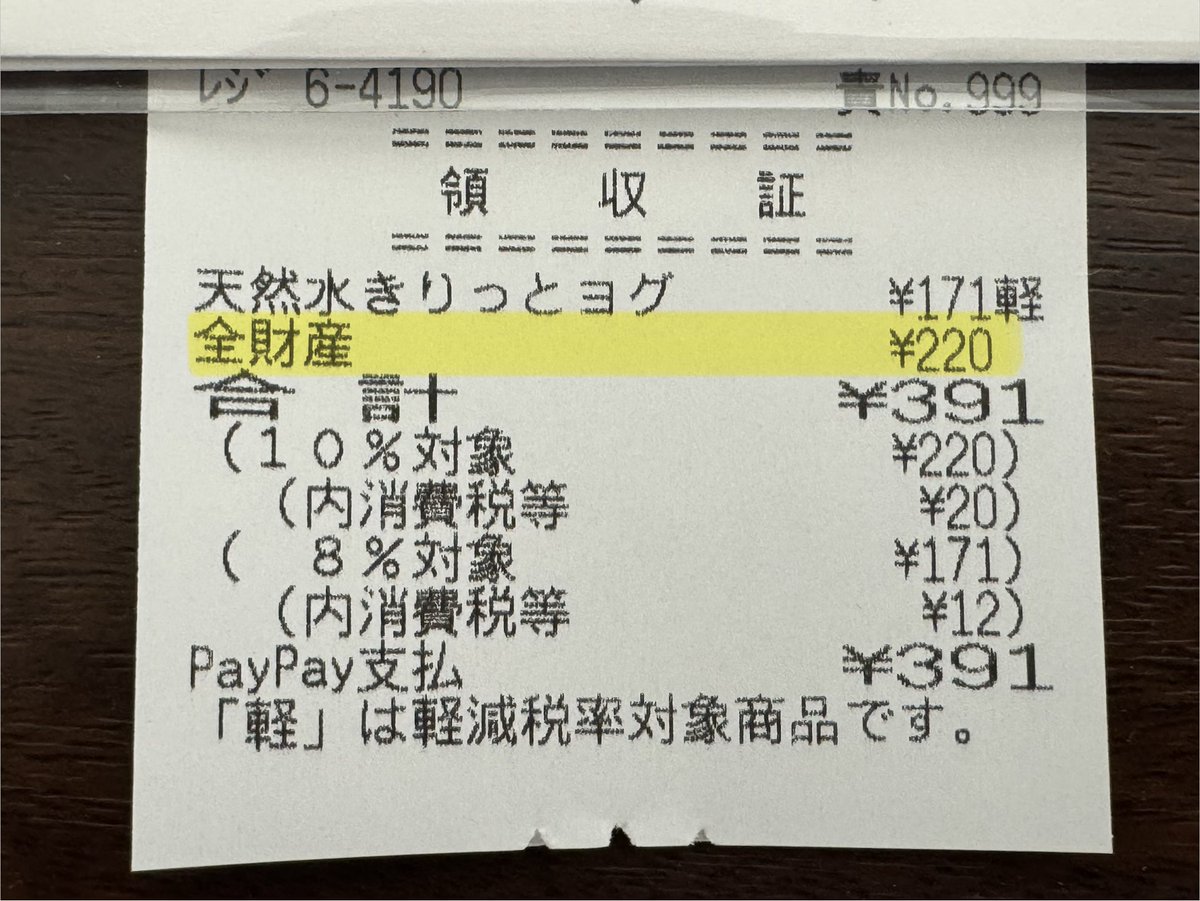 レジ 6-4190 責No.999
==========
領 収 証
==========
天然水きりっとヨグ ¥171軽
全財産 ¥220
合 計 ¥391
(10%対象 ¥220)
(内消費税等 ¥20)
( 8%対象 ¥171)
(内消費税等 ¥12)
PayPay支払 ¥391
「軽」は軽減税率対象商品です。